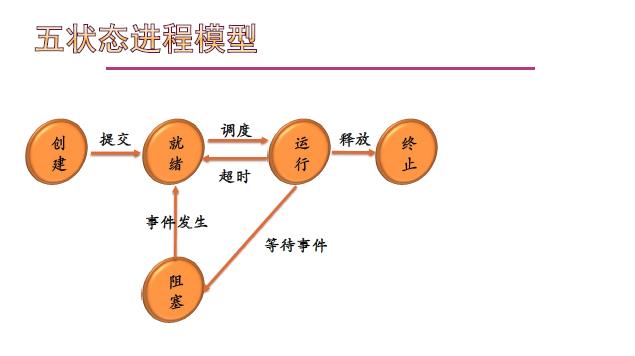 五状态进程模型
创
建
提交
就
绪
调度
超时
运
行
释放
终
止
事件发生
等待事件
阻
塞